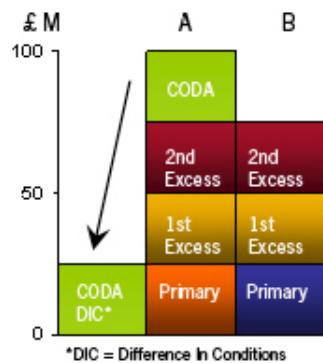 £ M A B
100
CODA
2nd Excess 2nd Excess
50
1st Excess 1st Excess
CODA DIC* Primary Primary
0
*DIC = Difference In Conditions